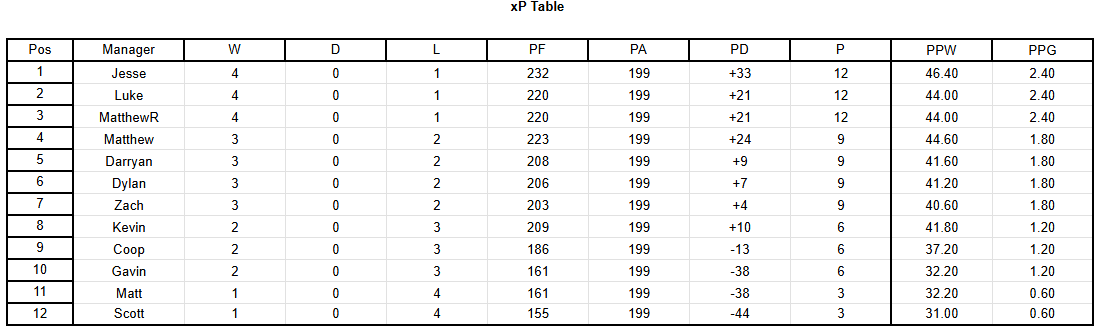 xP Table
Pos Manager W D L PF PA PD P PPW PPG
1 Jesse 4 0 1 232 199 +33 12 46.40 2.40
2 Luke 4 0 1 220 199 +21 12 44.00 2.40
3 MatthewR 4 0 1 220 199 +21 12 44.00 2.40
4 Matthew 3 0 2 223 199 +24 9 44.60 1.80
5 Darryan 3 0 2 208 199 +9 9 41.60 1.80
6 Dylan 3 0 2 206 199 +7 9 41.20 1.80
7 Zach 3 0 2 203 199 +4 9 40.60 1.80
8 Kevin 2 0 3 209 199 +10 6 41.80 1.20
9 Coop 2 0 3 186 199 -13 6 37.20 1.20
10 Gavin 2 0 3 161 199 -38 6 32.20 1.20
11 Matt 1 0 4 161 199 -38 3 32.20 0.60
12 Scott 1 0 4 155 199 -44 3 31.00 0.60